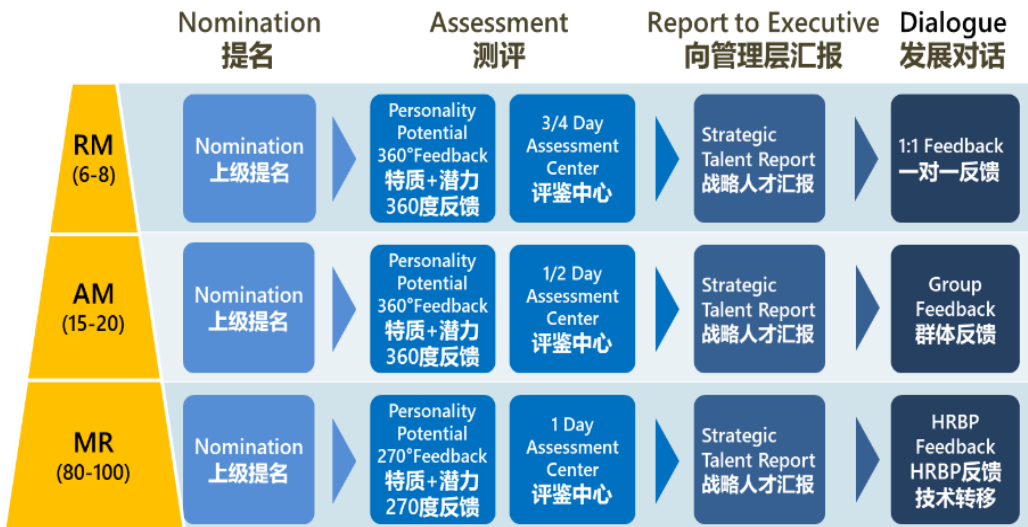 Nomination
提名
Assessment
测评
Report to Executive
向管理层汇报
Dialogue
发展对话
RM
(6-8)
Nomination
上级提名
Personality
Potential
360°Feedback
特质+潜力
360度反馈
3/4 Day
Assessment
Center
评鉴中心
Strategic
Talent Report
战略人才汇报
1:1 Feedback
一对一反馈
AM
(15-20)
Nomination
上级提名
Personality
Potential
360°Feedback
特质+潜力
360度反馈
1/2 Day
Assessment
Center
评鉴中心
Strategic
Talent Report
战略人才汇报
Group
Feedback
群体反馈
MR
(80-100)
Nomination
上级提名
Personality
Potential
270°Feedback
特质+潜力
270度反馈
1 Day
Assessment
Center
评鉴中心
Strategic
Talent Report
战略人才汇报
HRBP
Feedback
HRBP反馈
技术转移